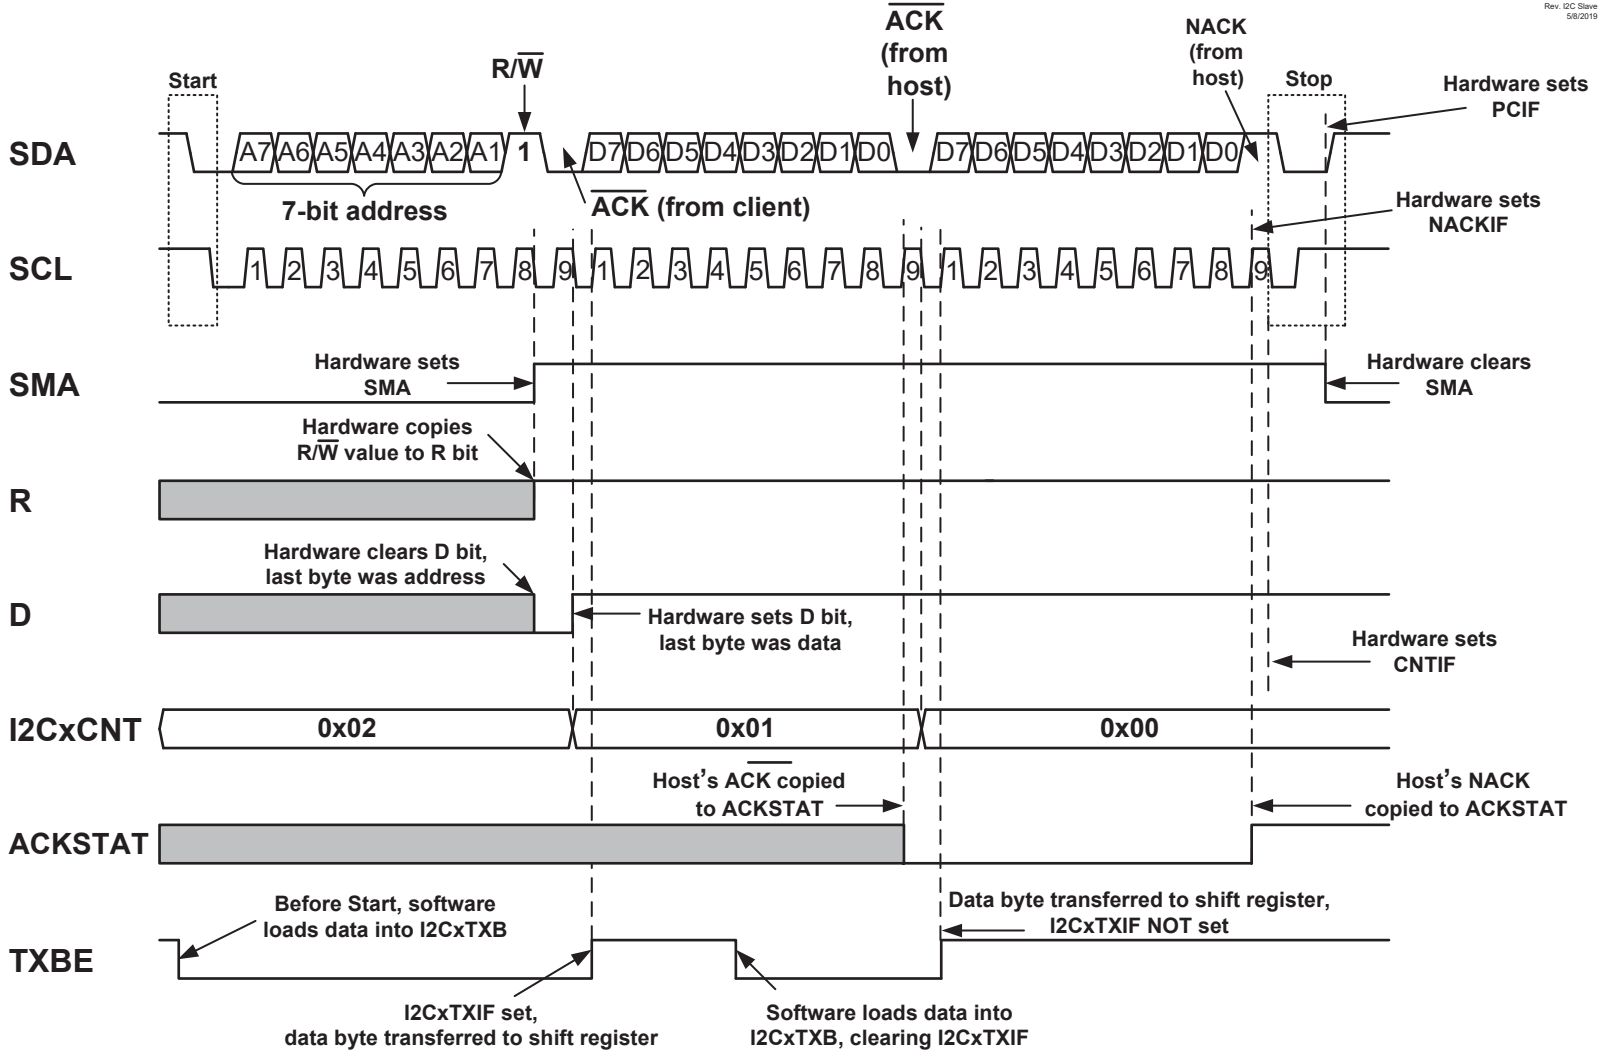 Rev. I2C Slave
5/8/2019
ACK
(from
host)
NACK
(from
host)
R/W
Start
Stop
Hardware sets
PCIF
SDA
A7 A6 A5 A4 A3 A2 A1 1 D7 D6 D5 D4 D3 D2 D1 D0 D7 D6 D5 D4 D3 D2 D1 D0
7-bit address
ACK (from client)
Hardware sets
NACKIF
SCL
1 2 3 4 5 6 7 8 9 1 2 3 4 5 6 7 8 9 1 2 3 4 5 6 7 8 9
SMA
Hardware sets
SMA
Hardware clears
SMA
Hardware copies
R/W value to R bit
R
Hardware clears D bit,
last byte was address
D
Hardware sets D bit,
last byte was data
Hardware sets
CNTIF
I2CxCNT
0x02 0x01 0x00
Host's ACK copied
to ACKSTAT
Host's NACK
copied to ACKSTAT
ACKSTAT
Before Start, software
loads data into I2CxTXB
Data byte transferred to shift register,
I2CxTXIF NOT set
TXBE
I2CxTXIF set,
data byte transferred to shift register
Software loads data into
I2CxTXB, clearing I2CxTXIF